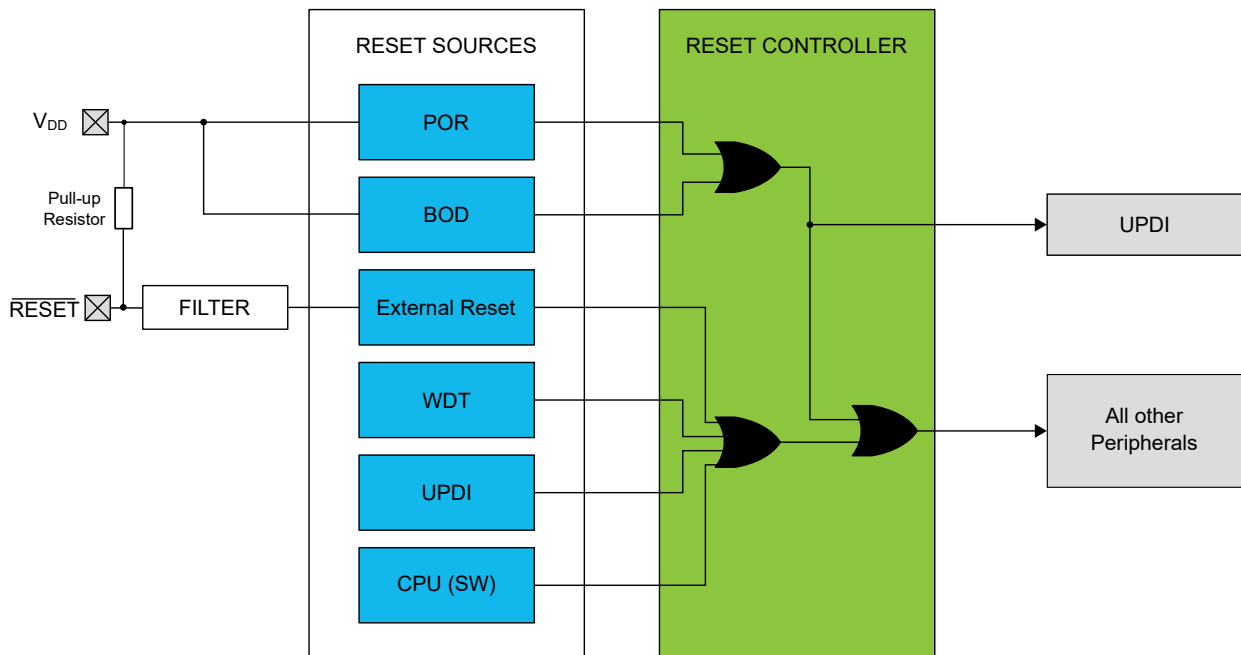 RESET SOURCES
RESET CONTROLLER
VDD
POR
Pull-up
Resistor
BOD
UPDI
RESET
FILTER
External Reset
WDT
All other
Peripherals
UPDI
CPU (SW)